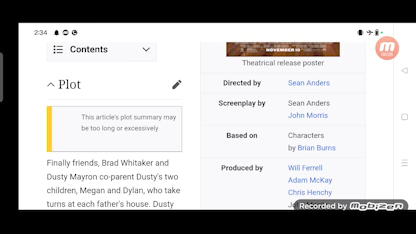 2:34
Contents
NOVEMBER 10
Theatrical release poster
Plot
Directed by Sean Anders
Screenplay by Sean Anders
John Morris
Based on Characters
by Brian Burns
Produced by Will Ferrell
Adam McKay
Chris Henchy
This article's plot summary may
be too long or excessively
Finally friends, Brad Whitaker and
Dusty Mayron co-parent Dusty's two
children, Megan and Dylan, who take
turns at each father's house. Dusty
Recorded by Mobizen